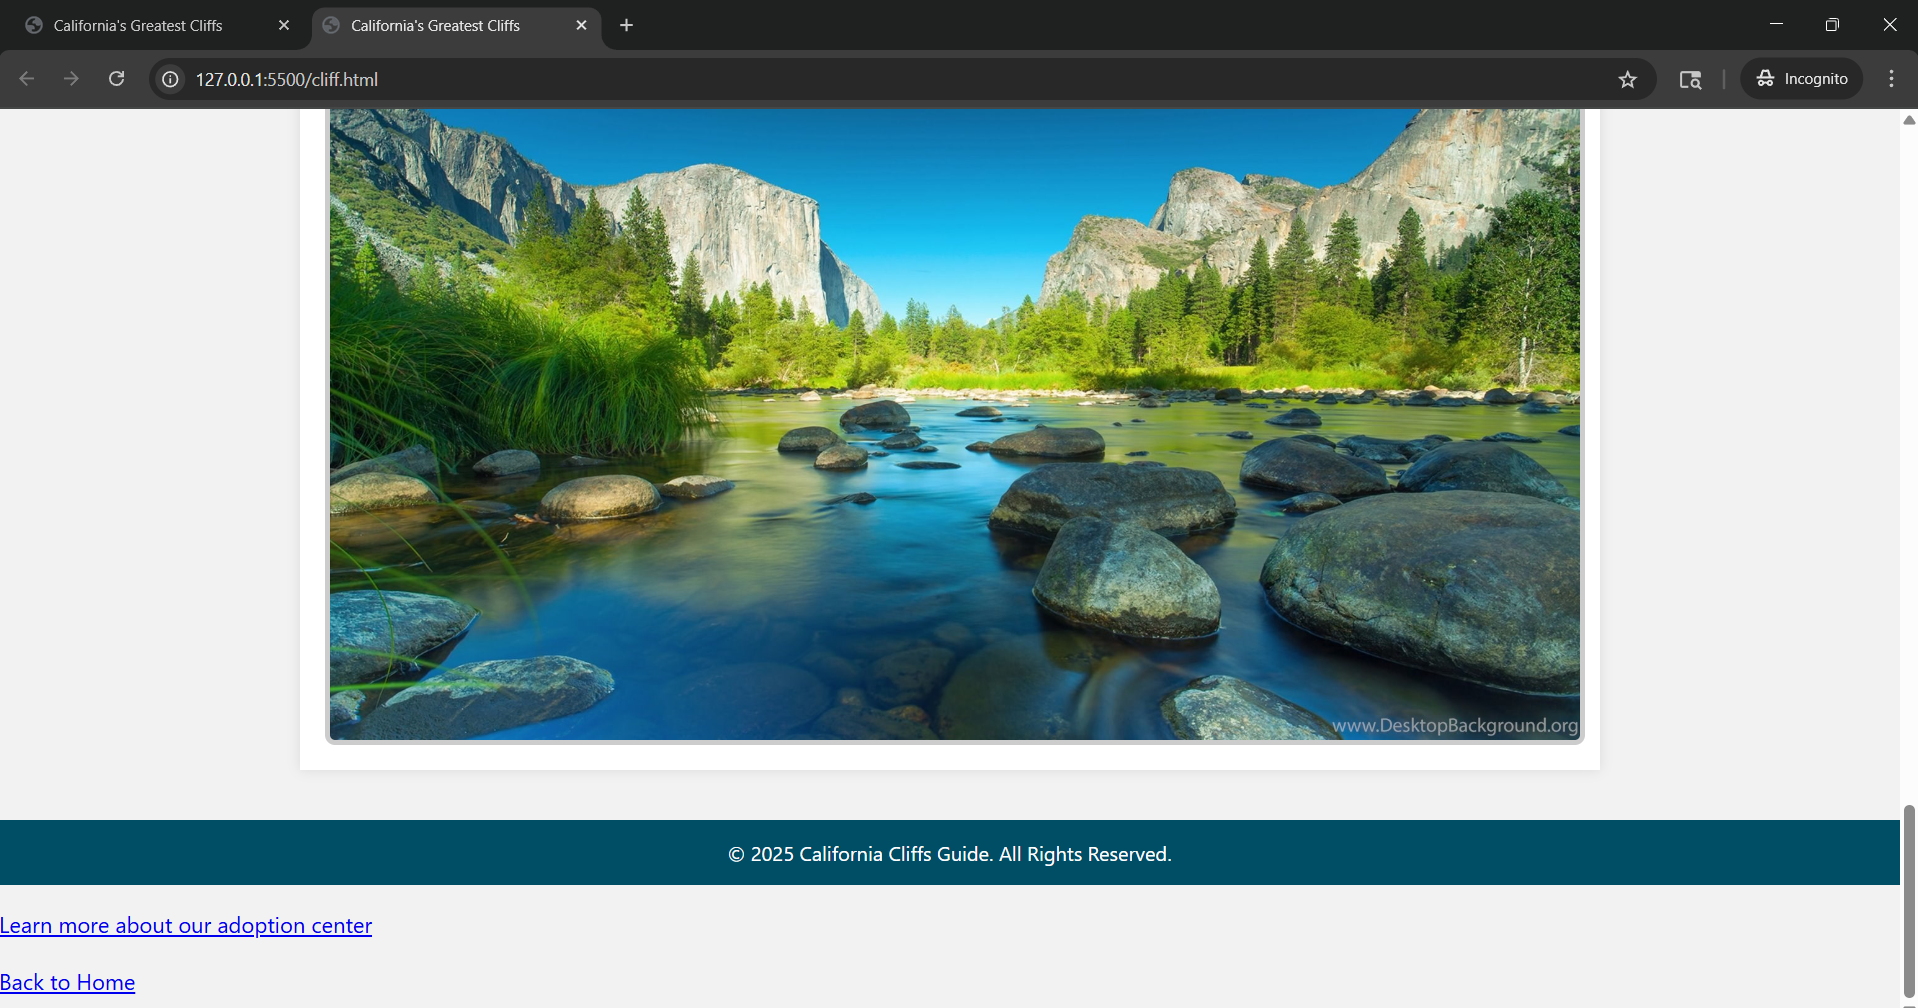 California's Greatest Cliffs
California's Greatest Cliffs
127.0.0.1:5500/cliff.html
Incognito
www.DesktopBackground.org
© 2025 California Cliffs Guide. All Rights Reserved.
Learn more about our adoption center
Back to Home